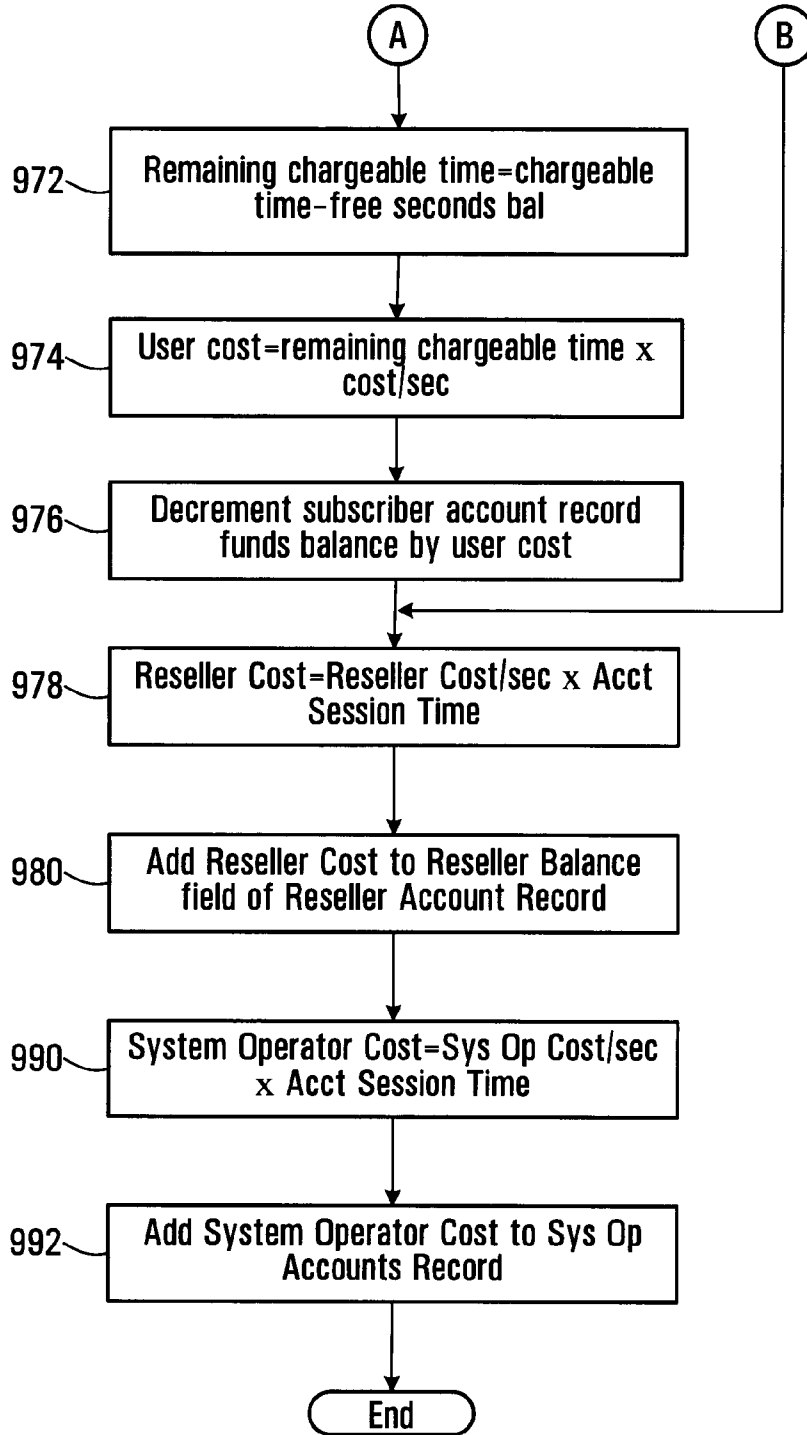 A
B
972
Remaining chargeable time=chargeable
time-free seconds bal
974
User cost=remaining chargeable time x
cost/sec
976
Decrement subscriber account record
funds balance by user cost
978
Reseller Cost=Reseller Cost/sec x Acct
Session Time
980
Add Reseller Cost to Reseller Balance
field of Reseller Account Record
990
System Operator Cost=Sys Op Cost/sec
x Acct Session Time
992
Add System Operator Cost to Sys Op
Accounts Record
End